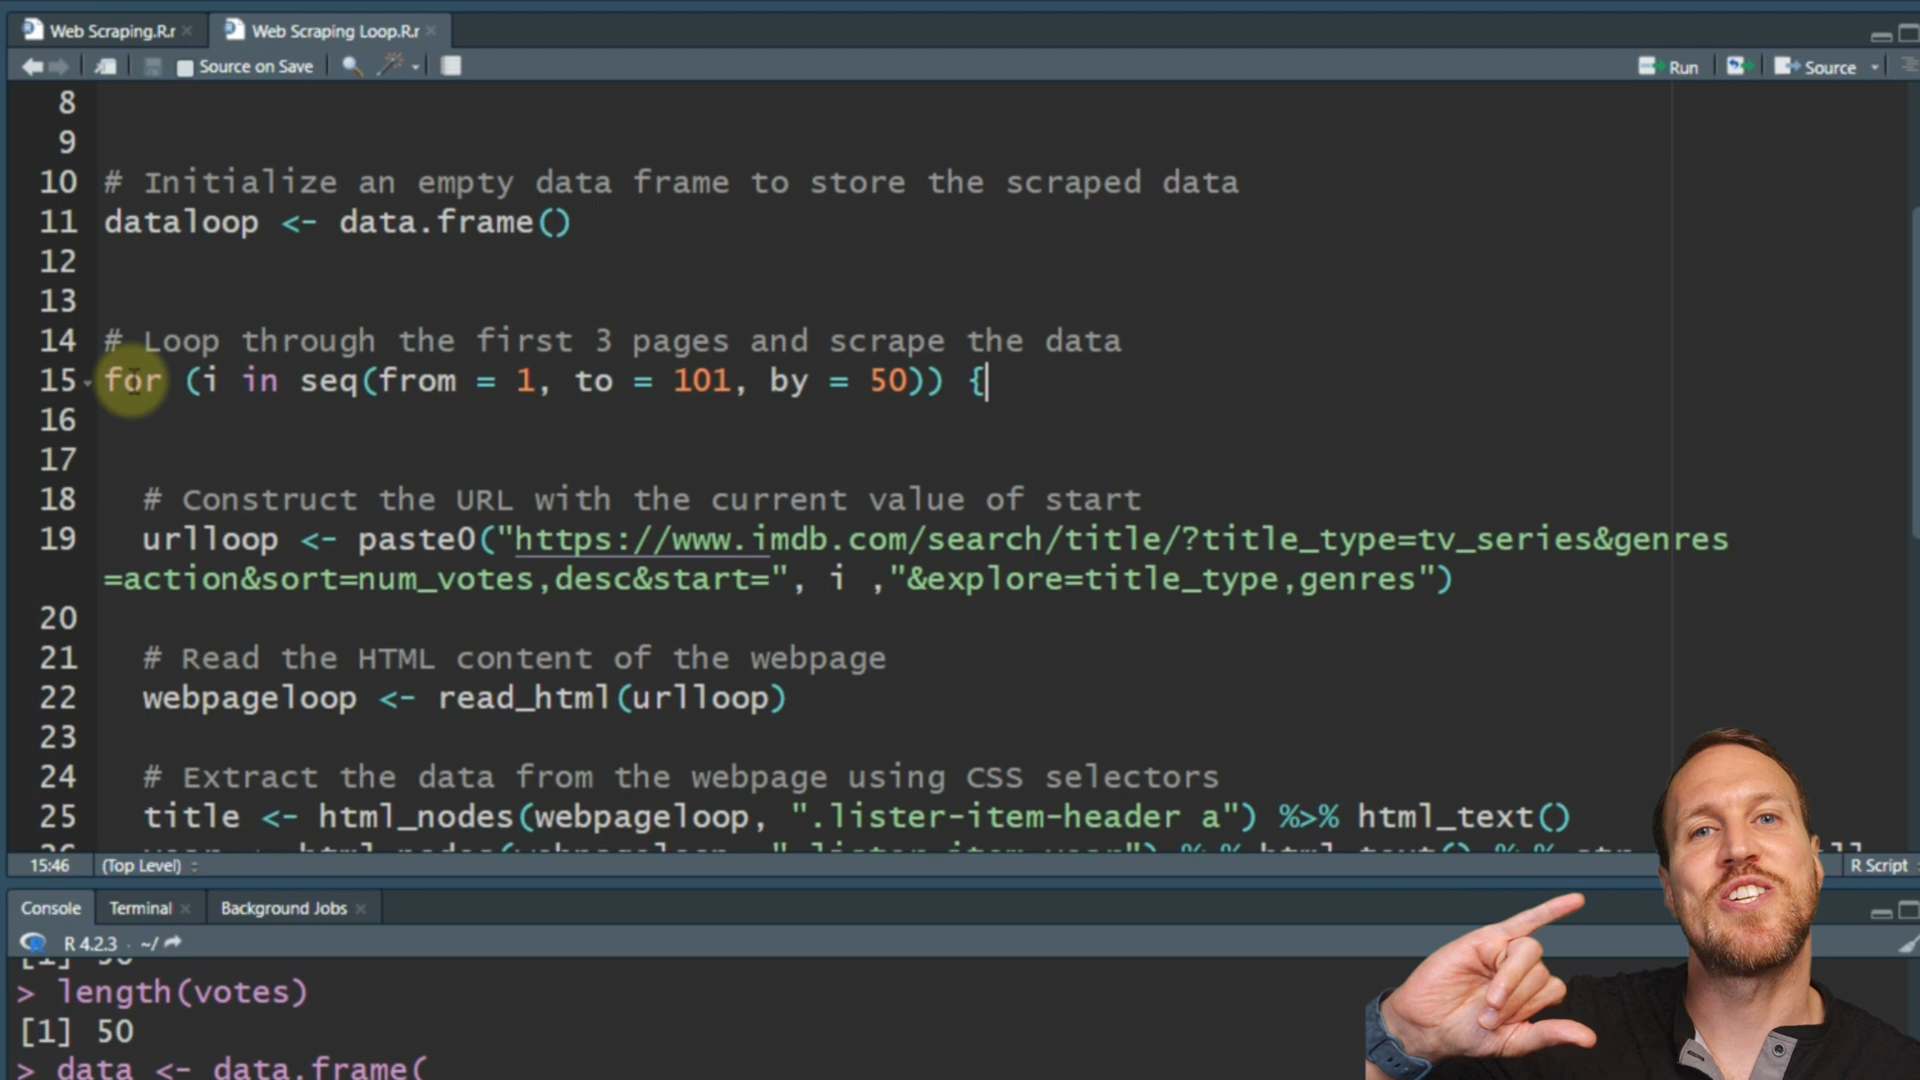 Web Scraping.R.r
Web Scraping Loop.R.r
Source on Save
Run
Source
8
9
10 # Initialize an empty data frame to store the scraped data
11 dataloop <- data.frame()
12
13
14 # Loop through the first 3 pages and scrape the data
15 for (i in seq(from = 1, to = 101, by = 50)) {
16
17
18 # Construct the URL with the current value of start
19 urlloop <- paste0("https://www.imdb.com/search/title/?title_type=tv_series&genres
=action&sort=num_votes,desc&start=", i ,"&explore=title_type,genres")
20
21 # Read the HTML content of the webpage
22 webpageloop <- read_html(urlloop)
23
24 # Extract the data from the webpage using CSS selectors
25 title <- html_nodes(webpageloop, ".lister-item-header a") %>% html_text()
15:46 (Top Level)
R Script
Console Terminal Background Jobs
R 4.2.3 · ~/
> length(votes)
[1] 50
> data <- data.frame(